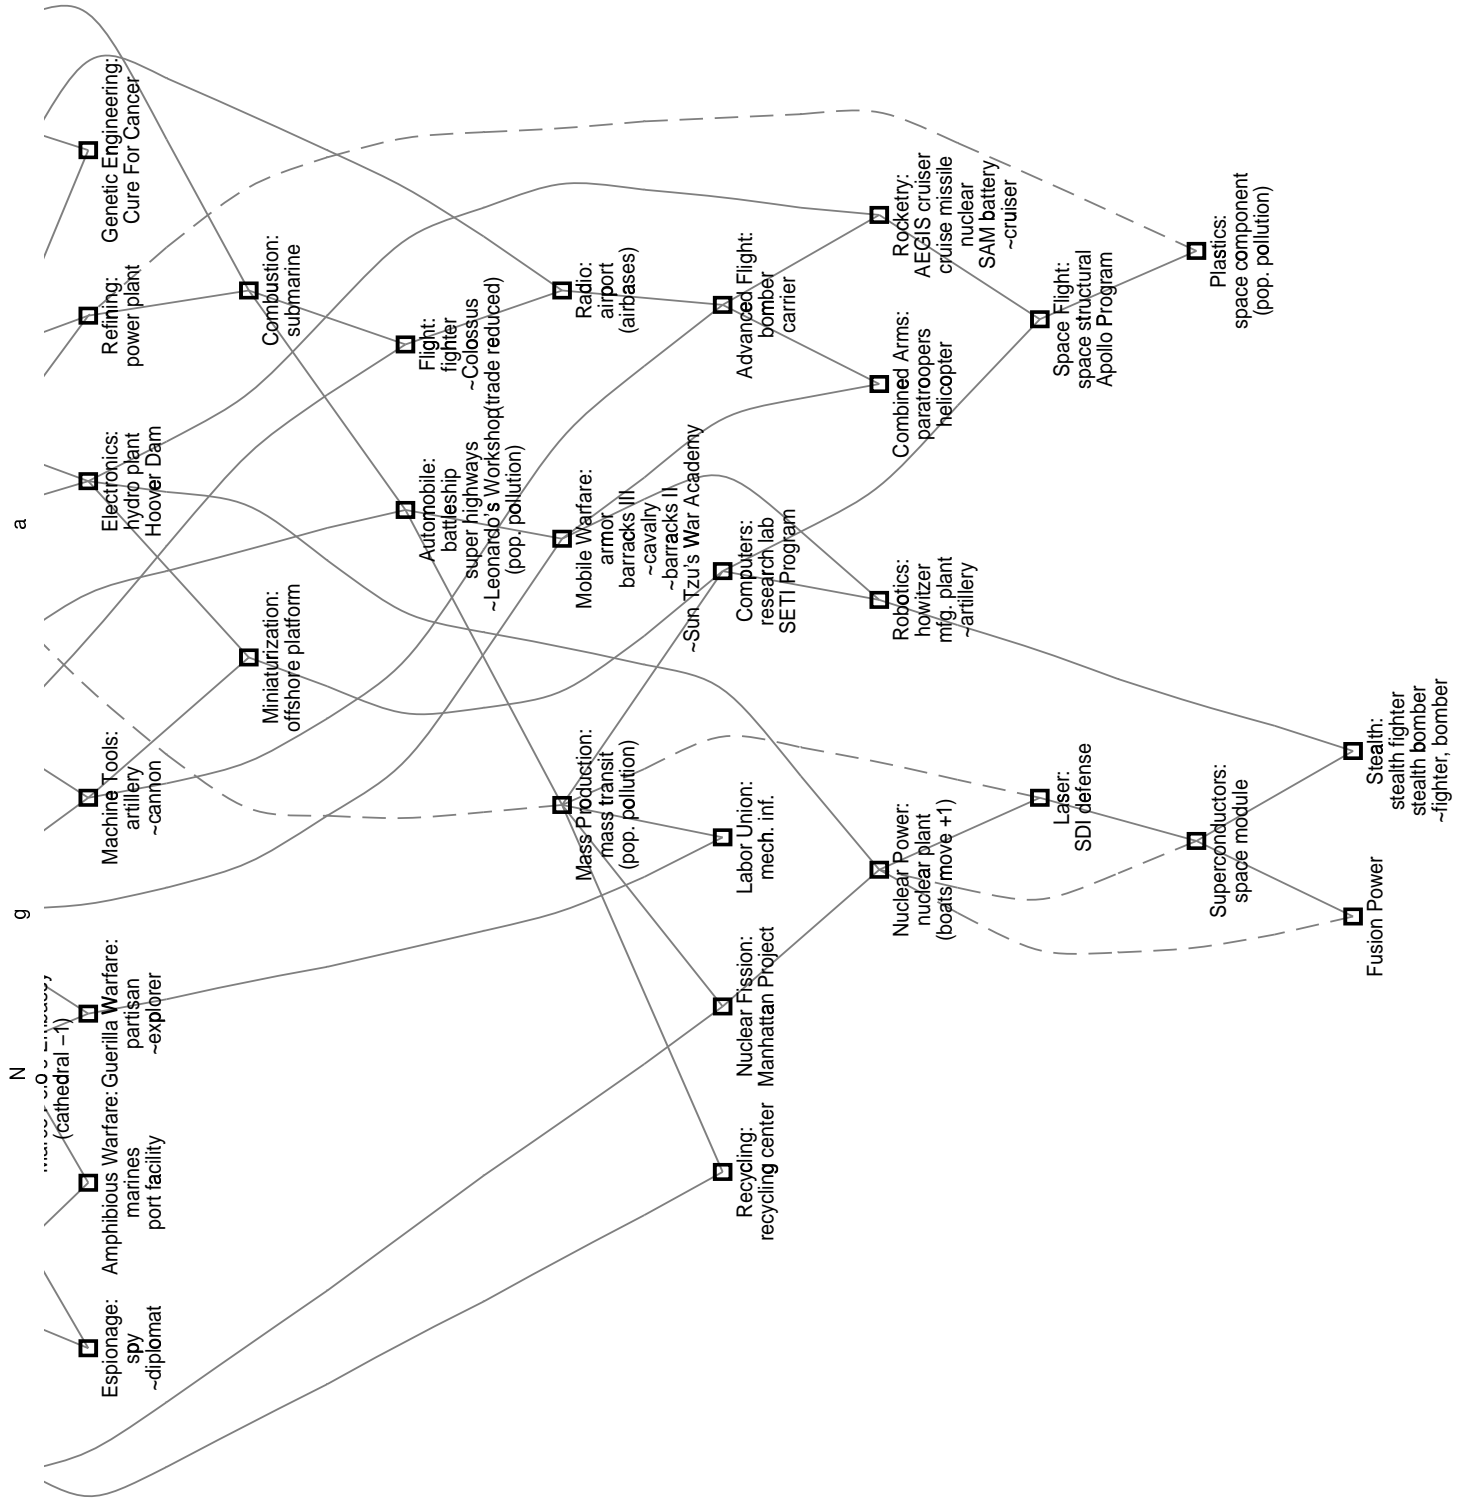 Genetic Engineering:
Cure For Cancer
Refining:
power plant
Electronics:
hydro plant
Hoover Dam
Machine Tools:
artillery
~cannon
Guerilla Warfare:
partisan
~explorer
Amphibious Warfare:
marines
port facility
Espionage:
spy
~diplomat
a
g
N
(cathedral −1)
Combustion:
submarine
Miniaturization:
offshore platform
Flight:
fighter
~Colossus
(trade reduced)
Automobile:
battleship
super highways
~Leonardo's Workshop
(pop. pollution)
Radio:
airport
(airbases)
Mobile Warfare:
armor
barracks III
~cavalry
~barracks II
~Sun Tzu's War Academy
Mass Production:
mass transit
(pop. pollution)
Advanced Flight:
bomber
carrier
Computers:
research lab
SETI Program
Labor Union:
mech. inf.
Nuclear Fission:
Manhattan Project
Recycling:
recycling center
Rocketry:
AEGIS cruiser
cruise missile
nuclear
SAM battery
~cruiser
Combined Arms:
paratroopers
helicopter
Robotics:
howitzer
mfg. plant
~artillery
Nuclear Power:
nuclear plant
(boats move +1)
Space Flight:
space structural
Apollo Program
Laser:
SDI defense
Plastics:
space component
(pop. pollution)
Superconductors:
space module
Stealth:
stealth fighter
stealth bomber
~fighter, bomber
Fusion Power